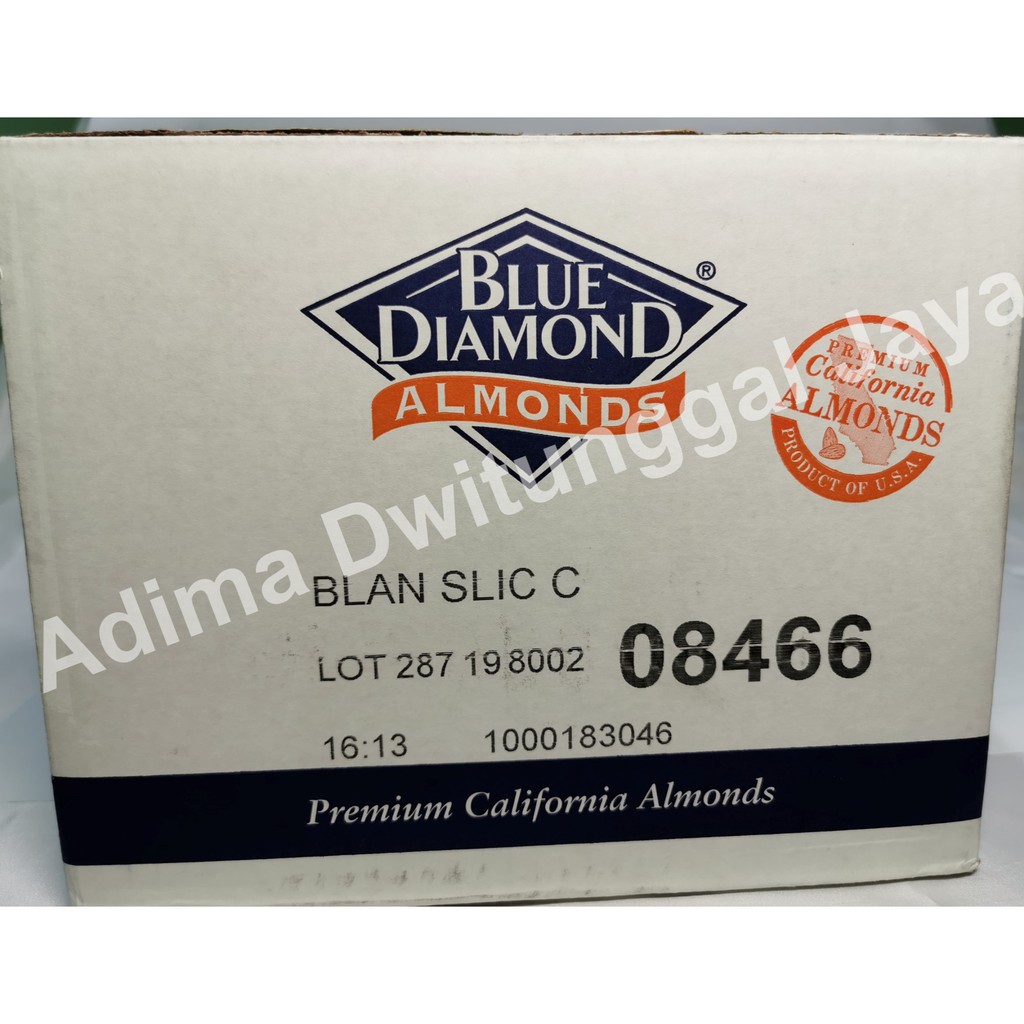 BLUE
DIAMOND
®
ALMONDS
PREMIUM
California
ALMONDS
PRODUCT OF U.S.A.
Adima Dwitunggal Jaya
BLAN SLIC C
LOT 287 19 8002 08466
16:13 1000183046
Premium California Almonds